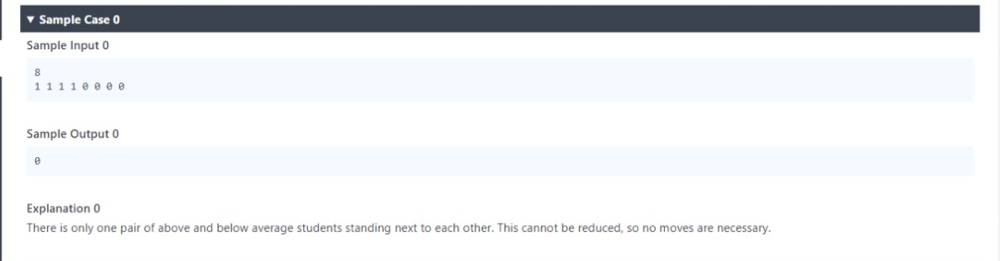 ▼ Sample Case 0
Sample Input 0
8
1 1 1 1 0 0 0 0
Sample Output 0
0
Explanation 0
There is only one pair of above and below average students standing next to each other. This cannot be reduced, so no moves are necessary.